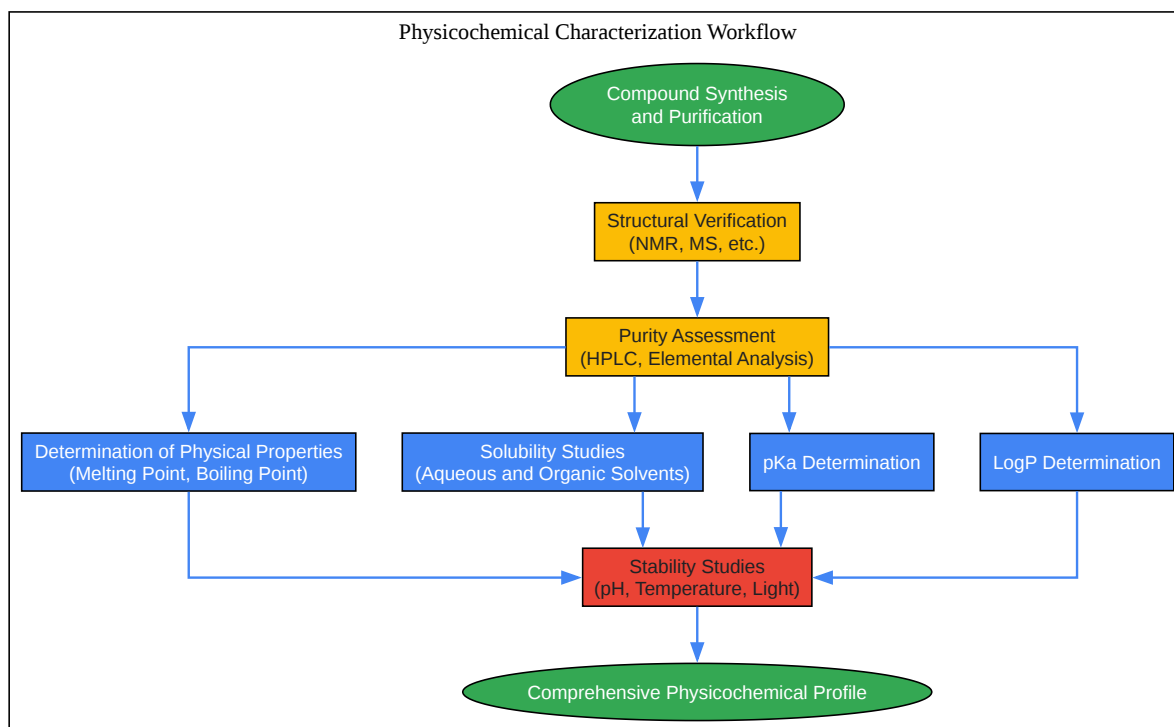 Physicochemical Characterization Workflow
Compound Synthesis
and Purification
Structural Verification
(NMR, MS, etc.)
Purity Assessment
(HPLC, Elemental Analysis)
Determination of Physical Properties
(Melting Point, Boiling Point)
Solubility Studies
(Aqueous and Organic Solvents)
pKa Determination
LogP Determination
Stability Studies
(pH, Temperature, Light)
Comprehensive Physicochemical Profile